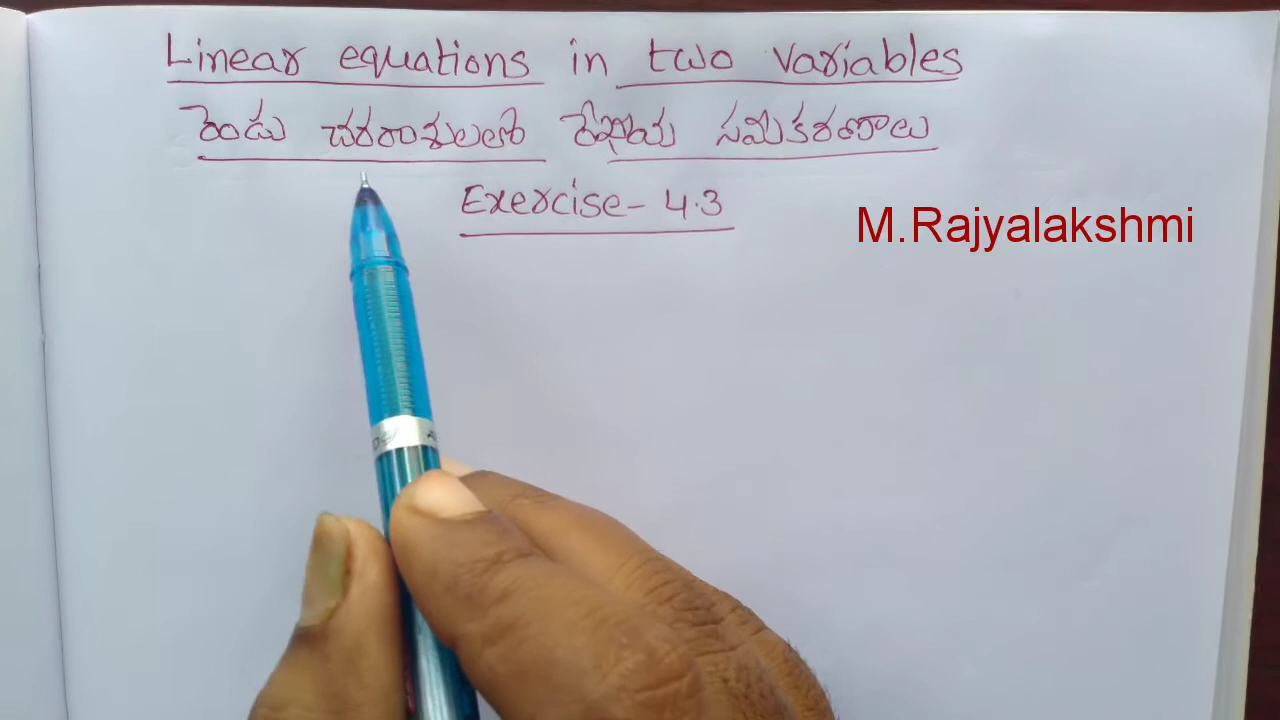 Linear equations in two variables
రెండు చరరాశులలో రేఖీయ సమీకరణాలు
Exercise - 4.3
M.Rajyalakshmi